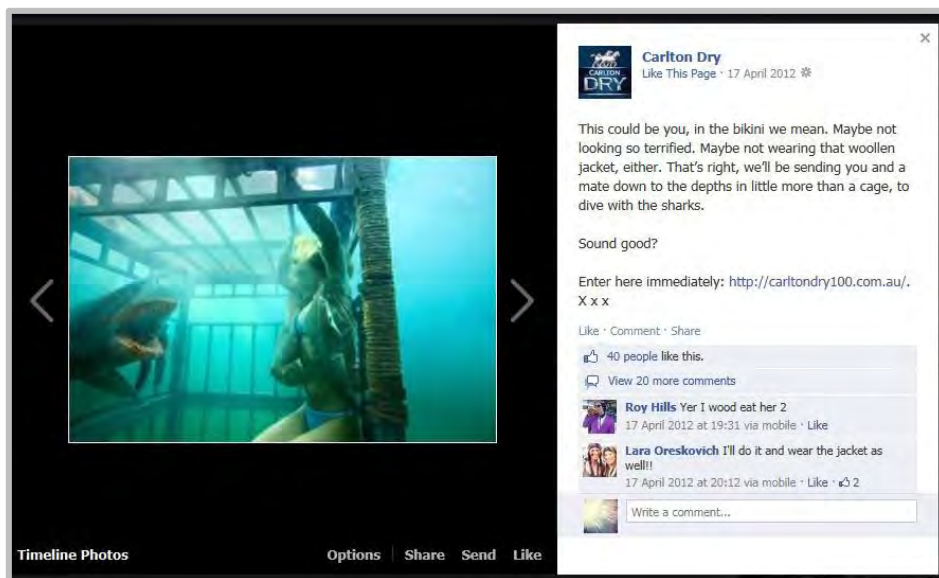 ×
CARLTON
DRY
Carlton Dry
Like This Page · 17 April 2012
This could be you, in the bikini we mean. Maybe not
looking so terrified. Maybe not wearing that woollen
jacket, either. That's right, we'll be sending you and a
mate down to the depths in little more than a cage, to
dive with the sharks.
Sound good?
Enter here immediately: http://carltondry100.com.au/.
X x x
Like · Comment · Share
40 people like this.
View 20 more comments
Roy Hills Yer I wood eat her 2
17 April 2012 at 19:31 via mobile · Like
Lara Oreskovich I'll do it and wear the jacket as
well!!
17 April 2012 at 20:12 via mobile · Like · 2
Write a comment...
Timeline Photos
Options Share Send Like